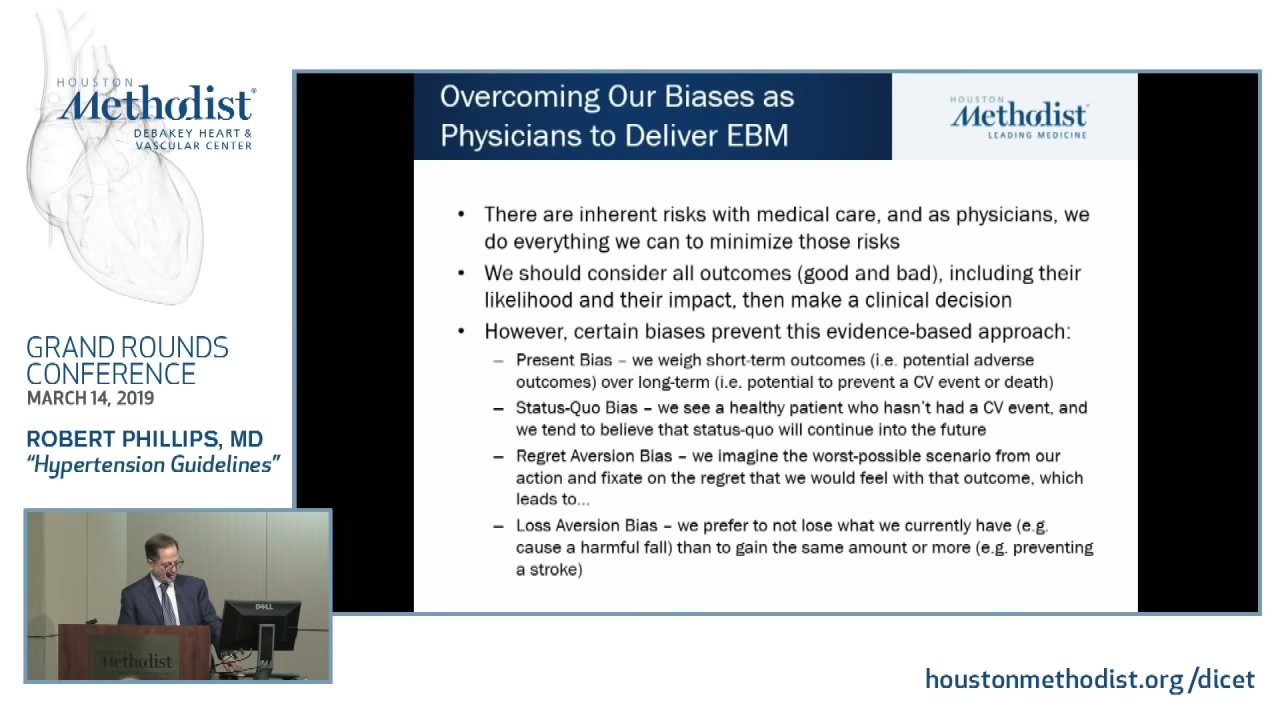 HOUSTON
Methodist®
DEBAKEY HEART &
VASCULAR CENTER
GRAND ROUNDS
CONFERENCE
MARCH 14, 2019
ROBERT PHILLIPS, MD
“Hypertension Guidelines”
Overcoming Our Biases as
Physicians to Deliver EBM
HOUSTON
Methodist®
LEADING MEDICINE
• There are inherent risks with medical care, and as physicians, we
do everything we can to minimize those risks
• We should consider all outcomes (good and bad), including their
likelihood and their impact, then make a clinical decision
• However, certain biases prevent this evidence-based approach:
– Present Bias – we weigh short-term outcomes (i.e. potential adverse
outcomes) over long-term (i.e. potential to prevent a CV event or death)
– Status-Quo Bias – we see a healthy patient who hasn't had a CV event, and
we tend to believe that status-quo will continue into the future
– Regret Aversion Bias – we imagine the worst-possible scenario from our
action and fixate on the regret that we would feel with that outcome, which
leads to...
– Loss Aversion Bias – we prefer to not lose what we currently have (e.g.
cause a harmful fall) than to gain the same amount or more (e.g. preventing
a stroke)
DELL
HOUSTON
Methodist
houstonmethodist.org/dicet